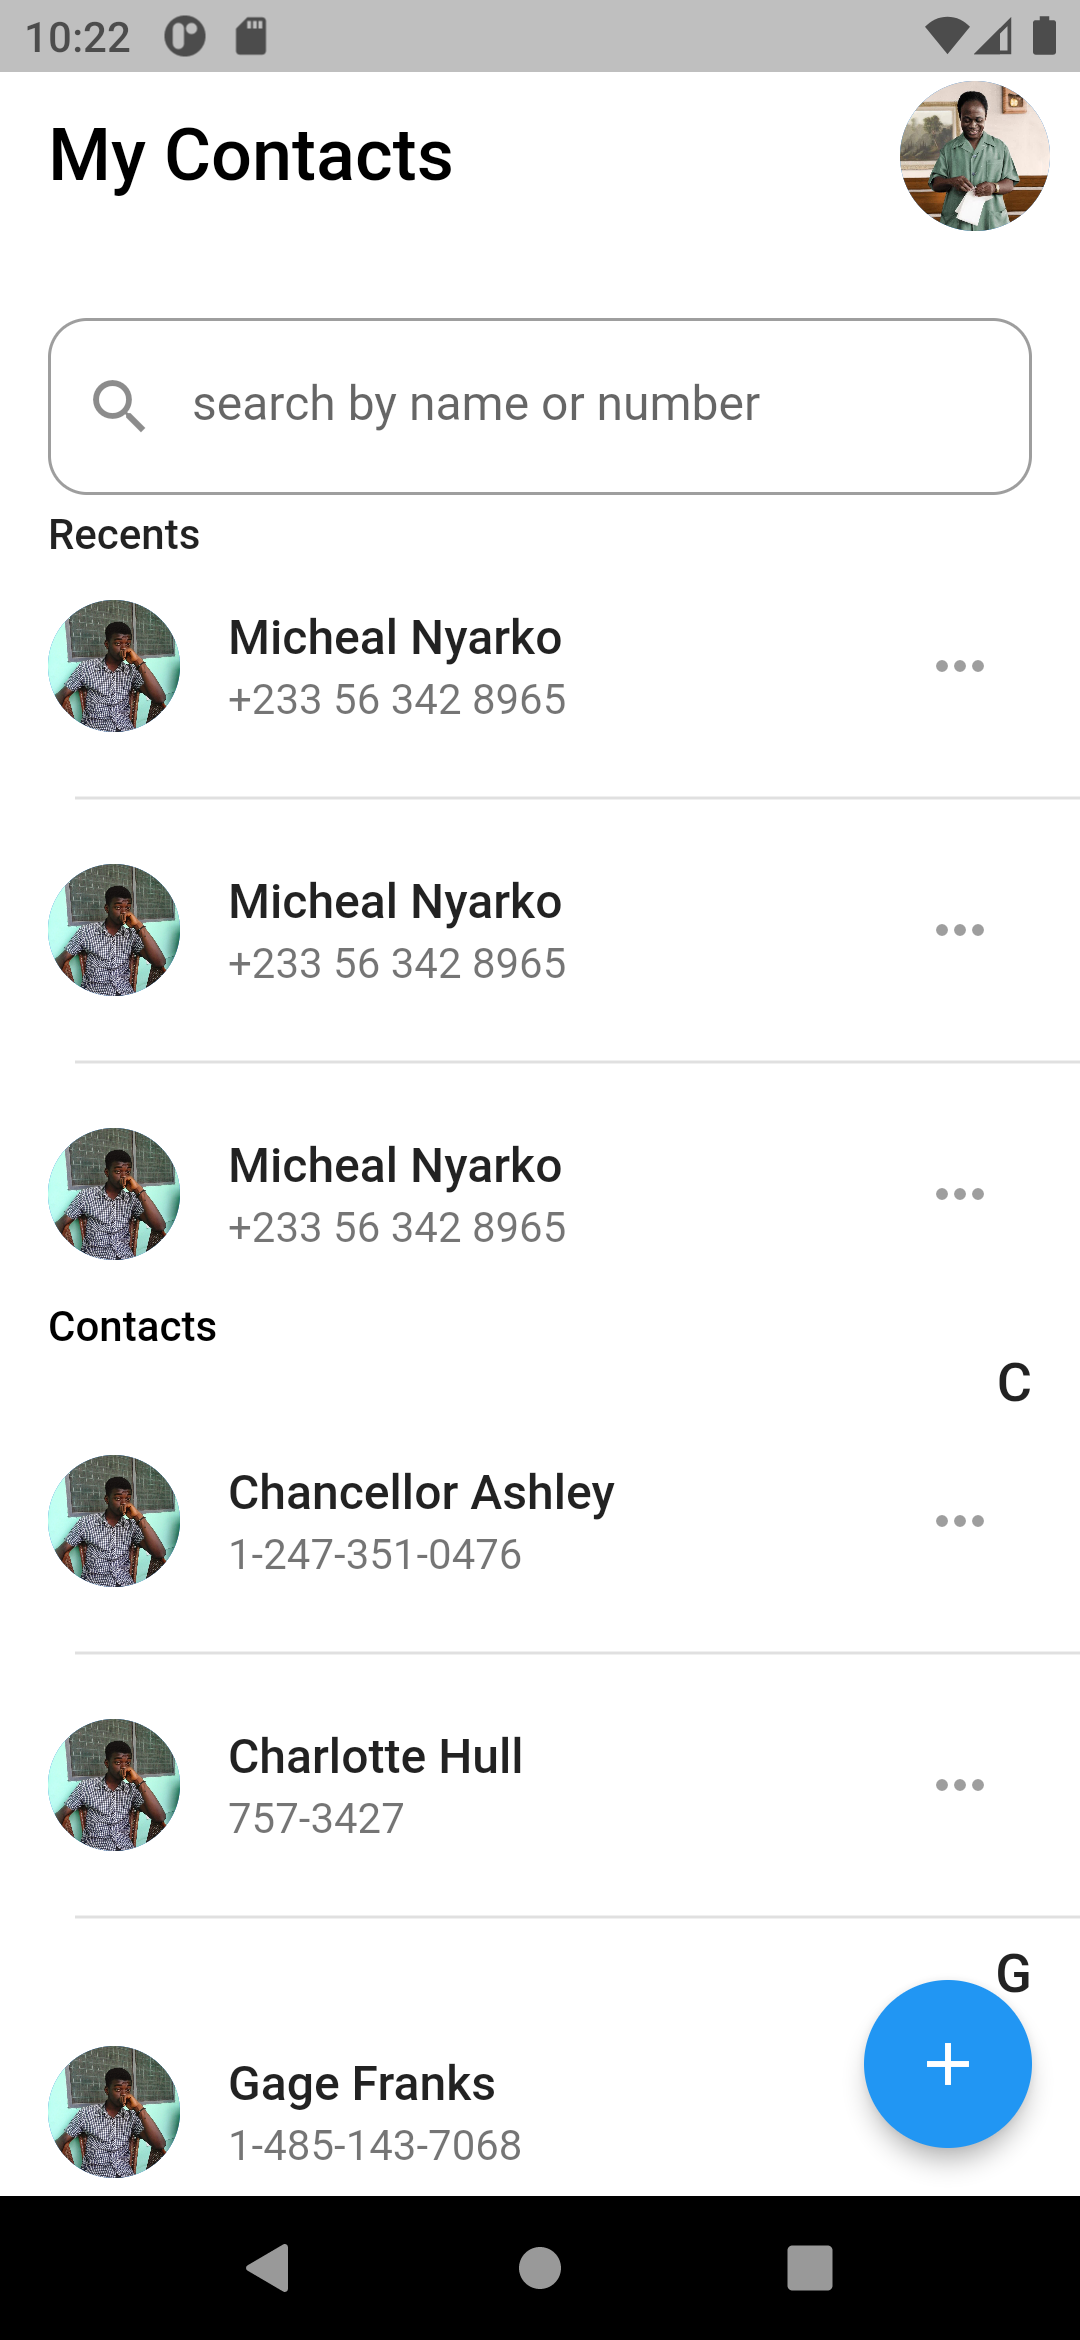 10:22
My Contacts
search by name or number
Recents
Micheal Nyarko
+233 56 342 8965
Micheal Nyarko
+233 56 342 8965
Micheal Nyarko
+233 56 342 8965
Contacts
C
Chancellor Ashley
1-247-351-0476
Charlotte Hull
757-3427
G
Gage Franks
1-485-143-7068